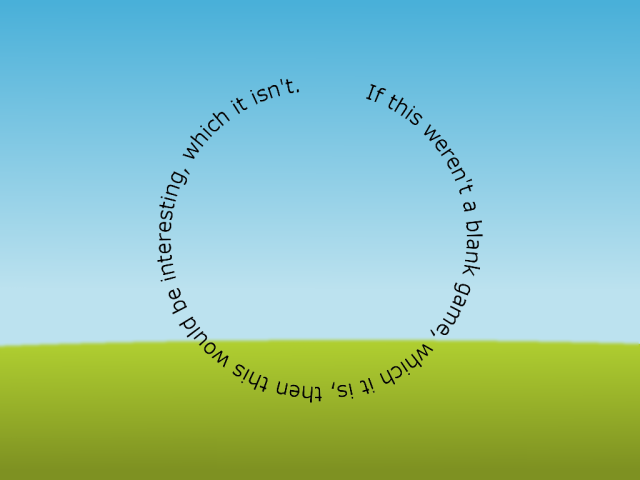 If this weren't a blank game, which it is, then this would be interesting, which it isn't.